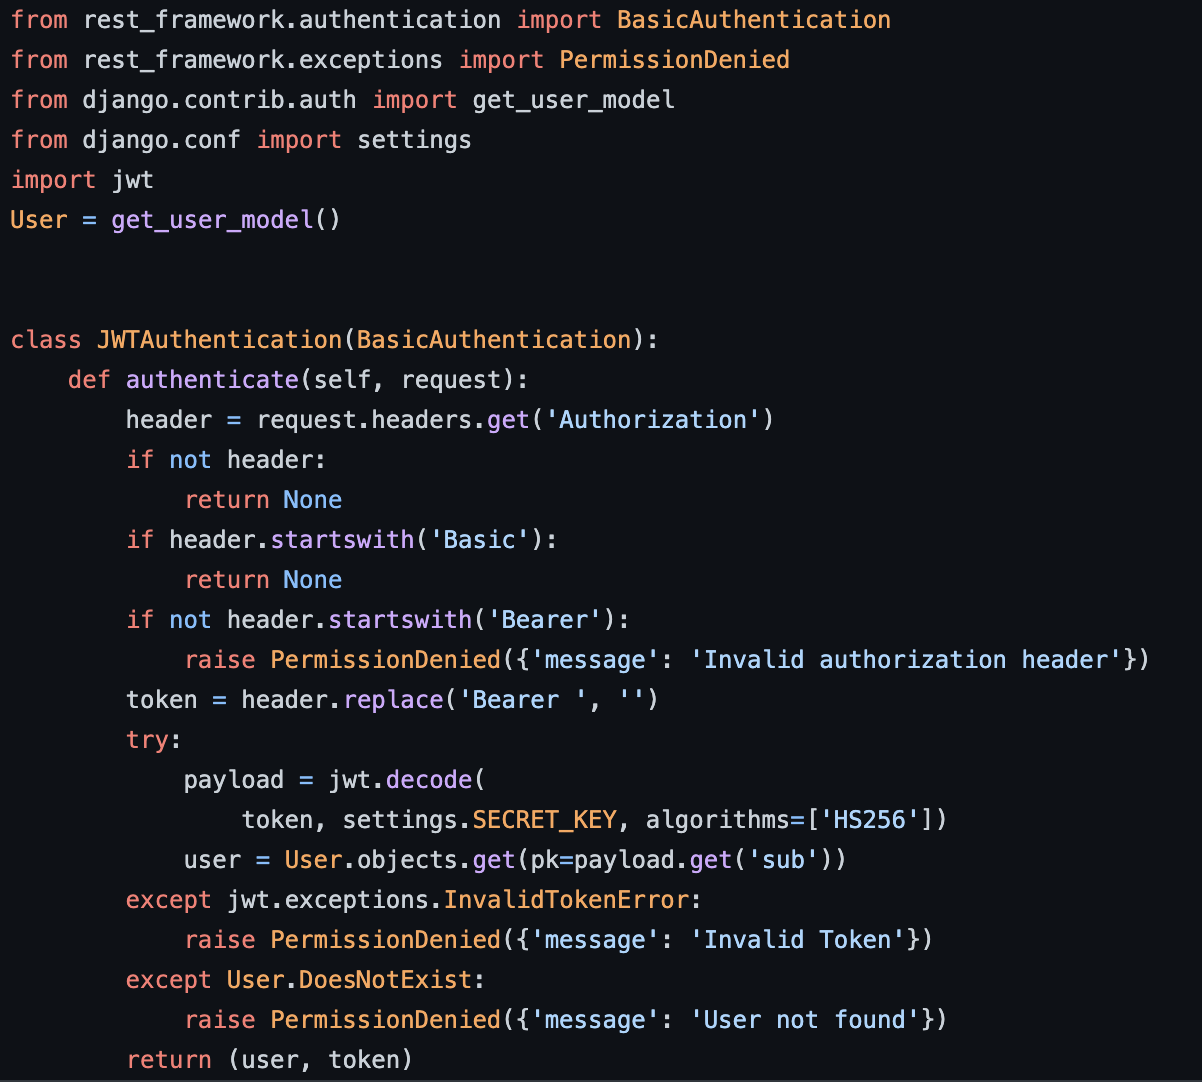 from rest_framework.authentication import BasicAuthentication
from rest_framework.exceptions import PermissionDenied
from django.contrib.auth import get_user_model
from django.conf import settings
import jwt
User = get_user_model()


class JWTAuthentication(BasicAuthentication):
    def authenticate(self, request):
        header = request.headers.get('Authorization')
        if not header:
            return None
        if header.startswith('Basic'):
            return None
        if not header.startswith('Bearer'):
            raise PermissionDenied({'message': 'Invalid authorization header'})
        token = header.replace('Bearer ', '')
        try:
            payload = jwt.decode(
                token, settings.SECRET_KEY, algorithms=['HS256'])
            user = User.objects.get(pk=payload.get('sub'))
        except jwt.exceptions.InvalidTokenError:
            raise PermissionDenied({'message': 'Invalid Token'})
        except User.DoesNotExist:
            raise PermissionDenied({'message': 'User not found'})
        return (user, token)